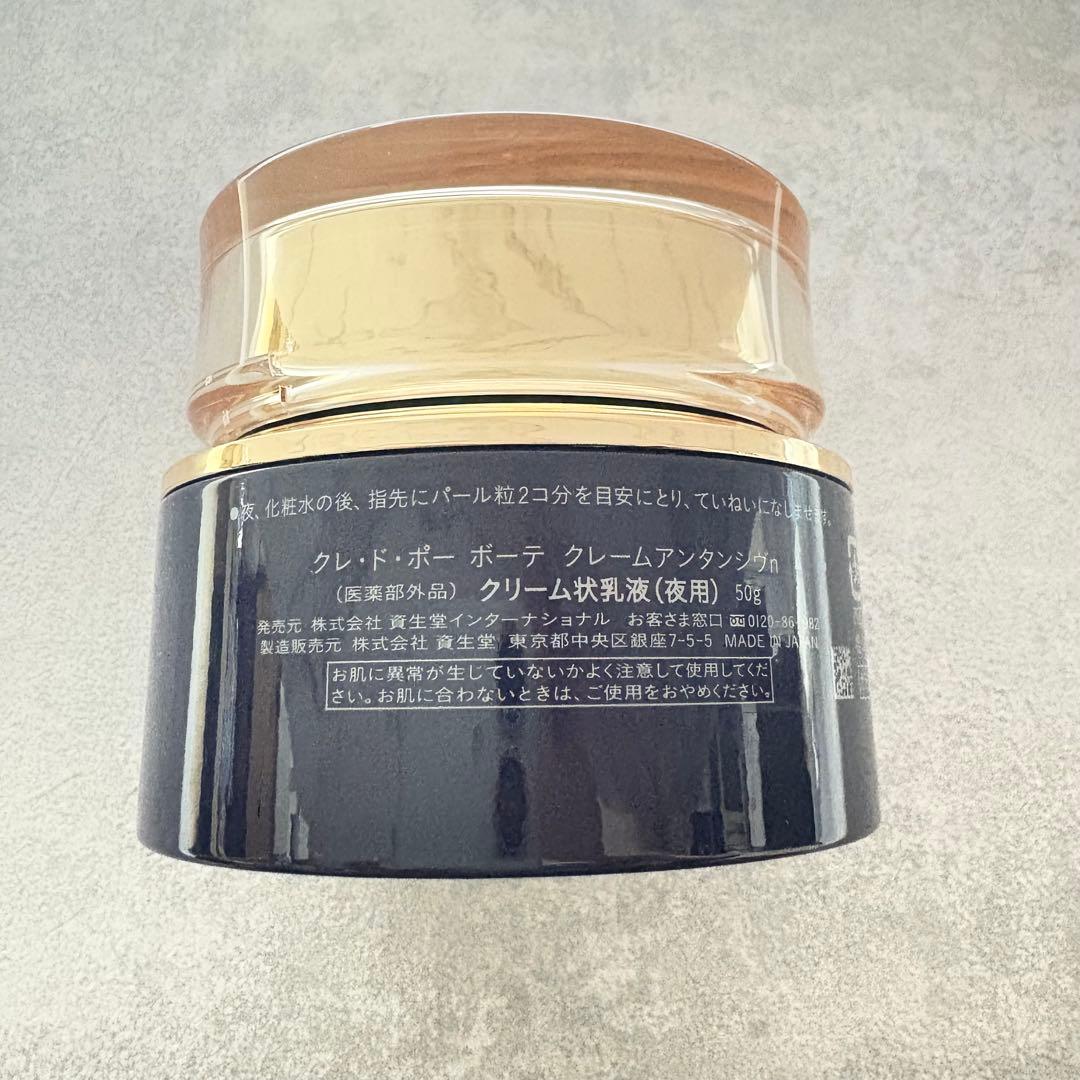 ●夜、化粧水の後、指先にパール粒2コ分を目安にとり、ていねいになじませます。
クレ・ド・ポー ボーテ クレームアンタンシヴn
(医薬部外品) クリーム状乳液(夜用) 50g
発売元 株式会社 資生堂インターナショナル お客さま窓口 0120-86-
製造販売元 株式会社 資生堂 東京都中央区銀座7-5-5 MADE IN JAPAN
お肌に異常が生じていないかよく注意して使用してくだ
さい。お肌に合わないときは、ご使用をおやめください。